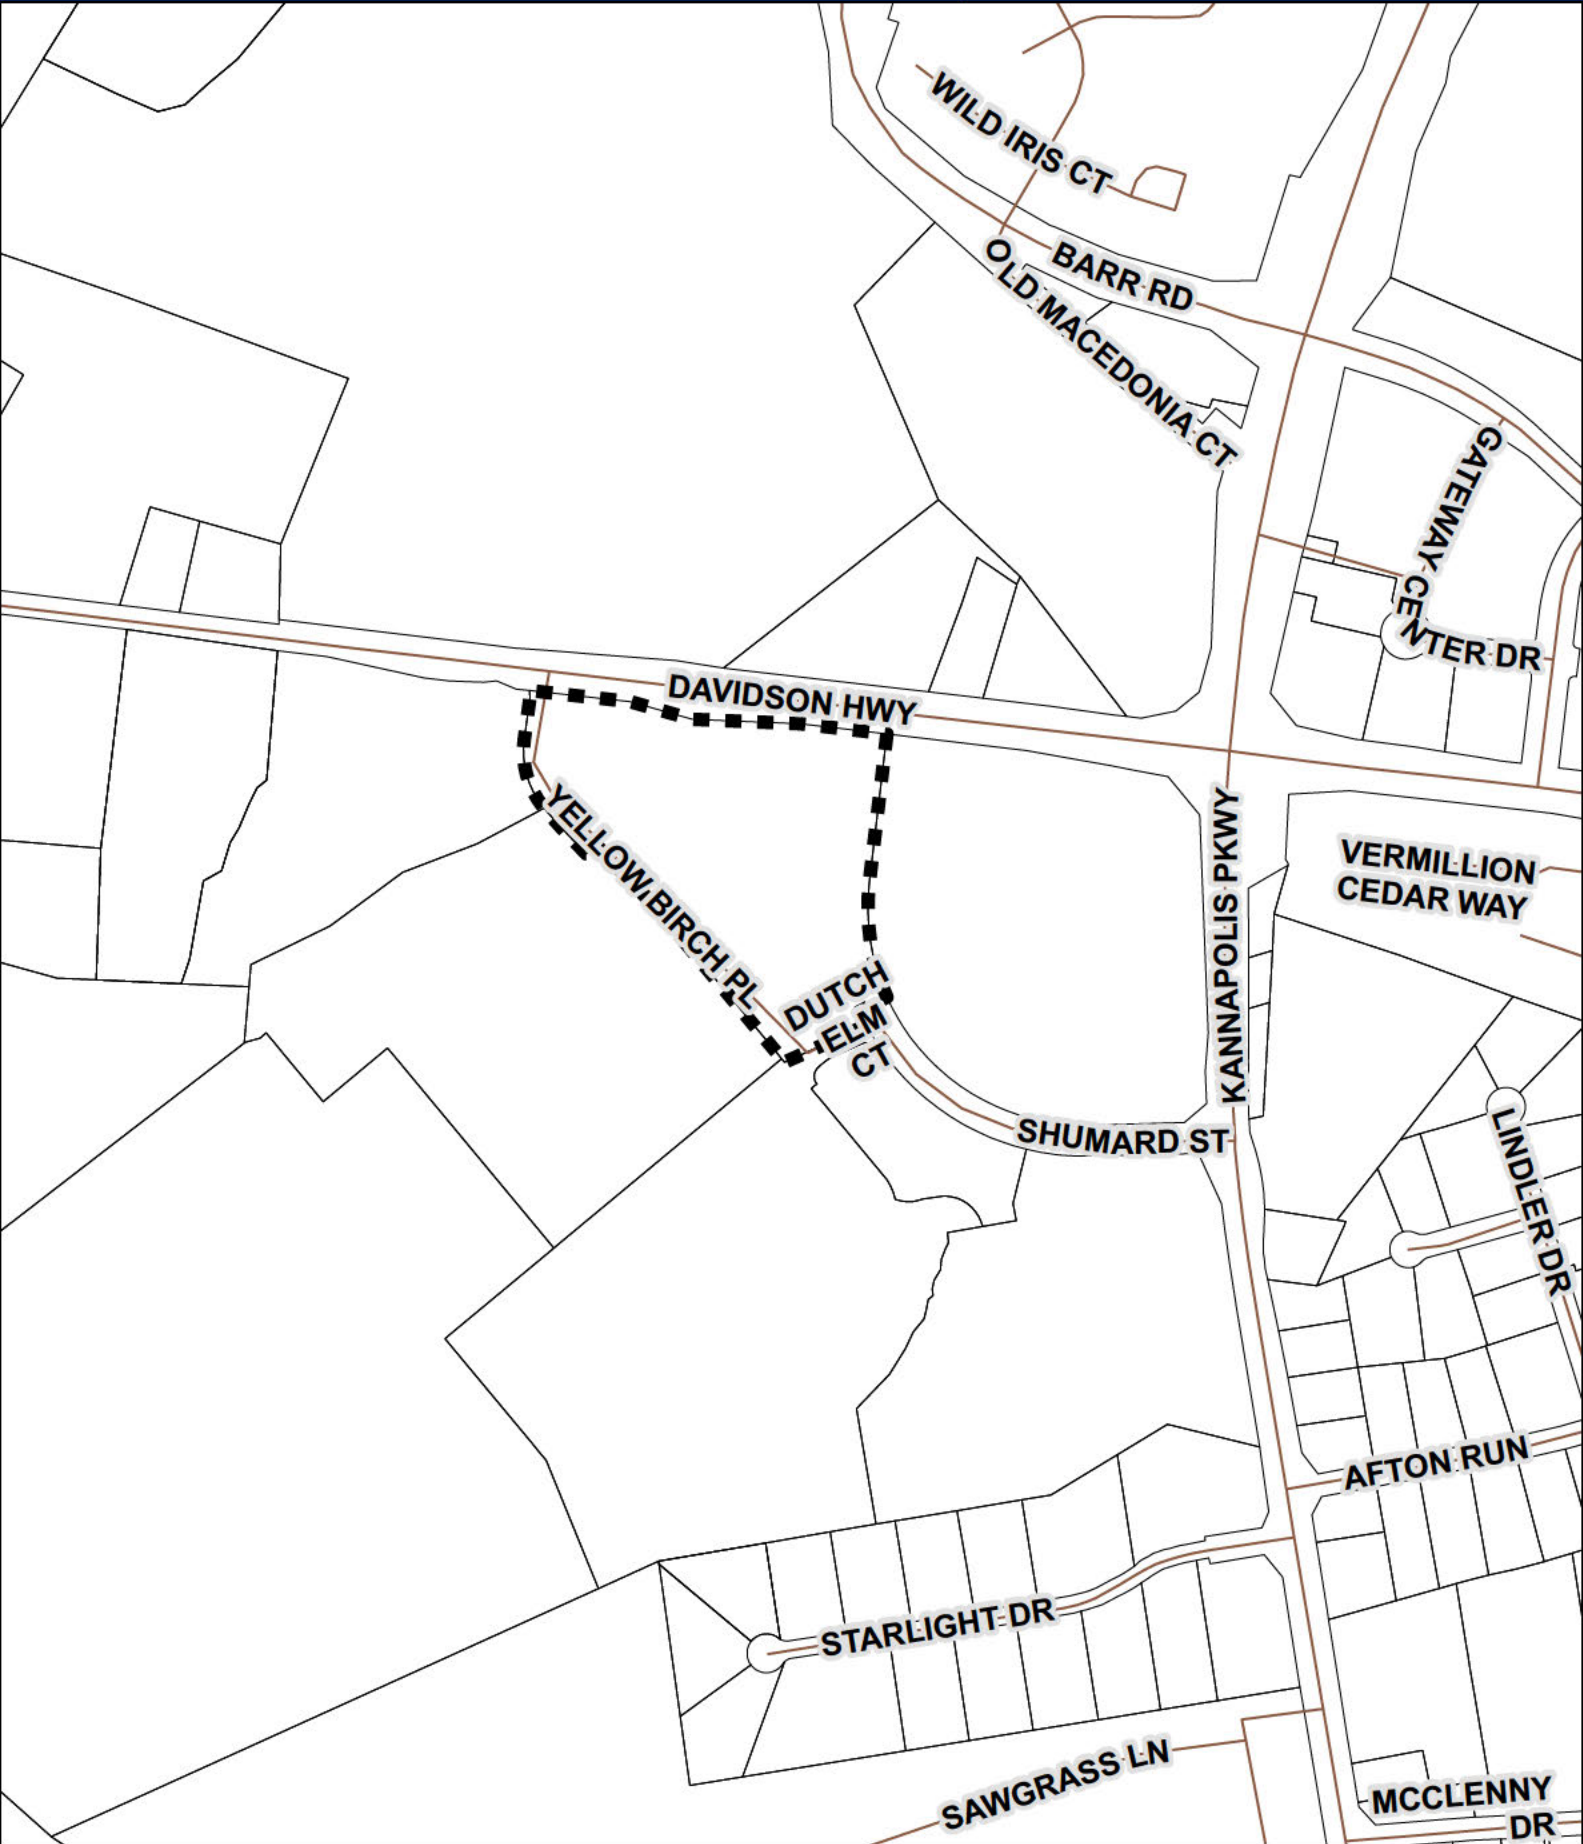 WILD IRIS CT
BARR RD
OLD MACEDONIA CT
GATEWAY CENTER DR
DAVIDSON HWY
YELLOW BIRCH PL
KANNAPOLIS PKWY
VERMILLION
CEDAR WAY
DUTCH
ELM
CT
SHUMARD ST
LINDLER DR
AFTON RUN
STARLIGHT DR
SAWGRASS LN
MCCLENNY
DR